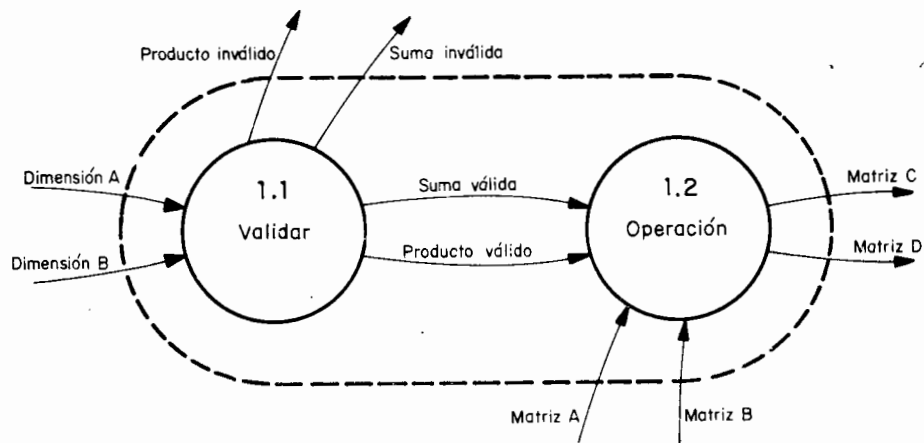 Producto inválido
Suma inválida
Dimensión A
1.1
Validar
Suma válida
1.2
Operación
Matriz C
Dimensión B
Producto válido
Matriz D
Matriz A
Matriz B